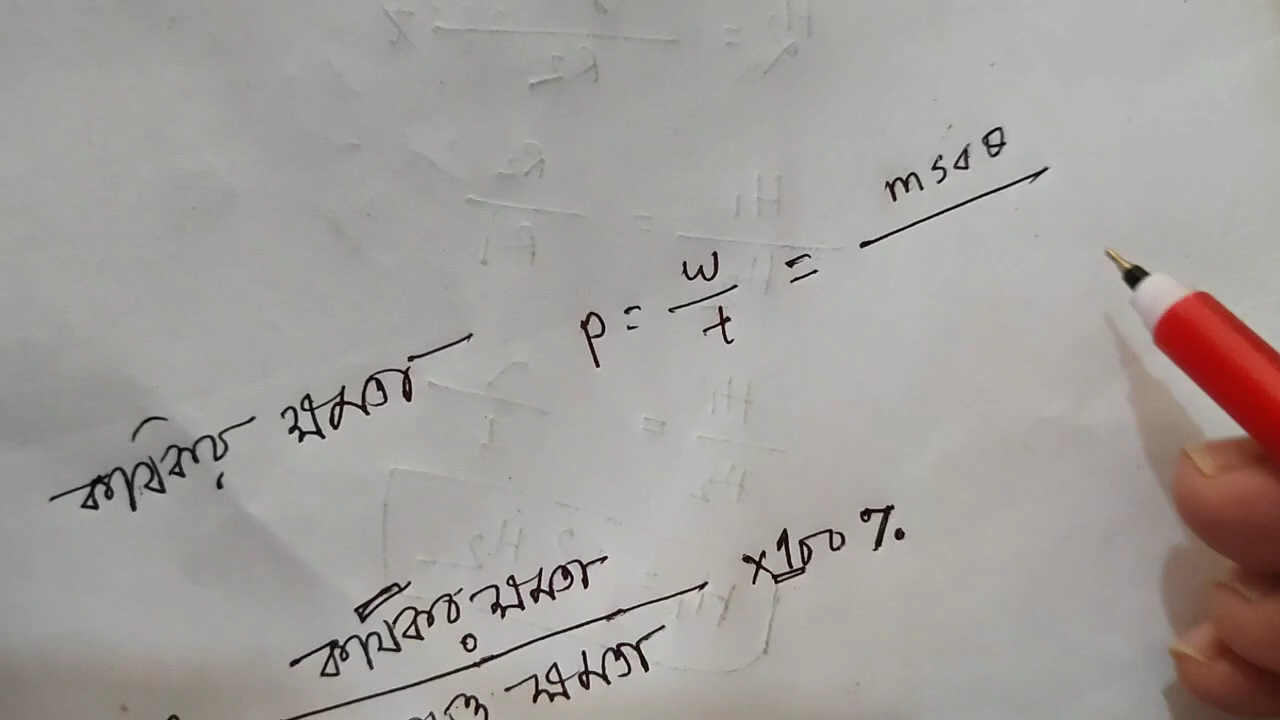 কার্যকর ক্ষমতা P = W/t = msΔθ
কার্যকর ক্ষমতা × 100 %
ক্ষমতা